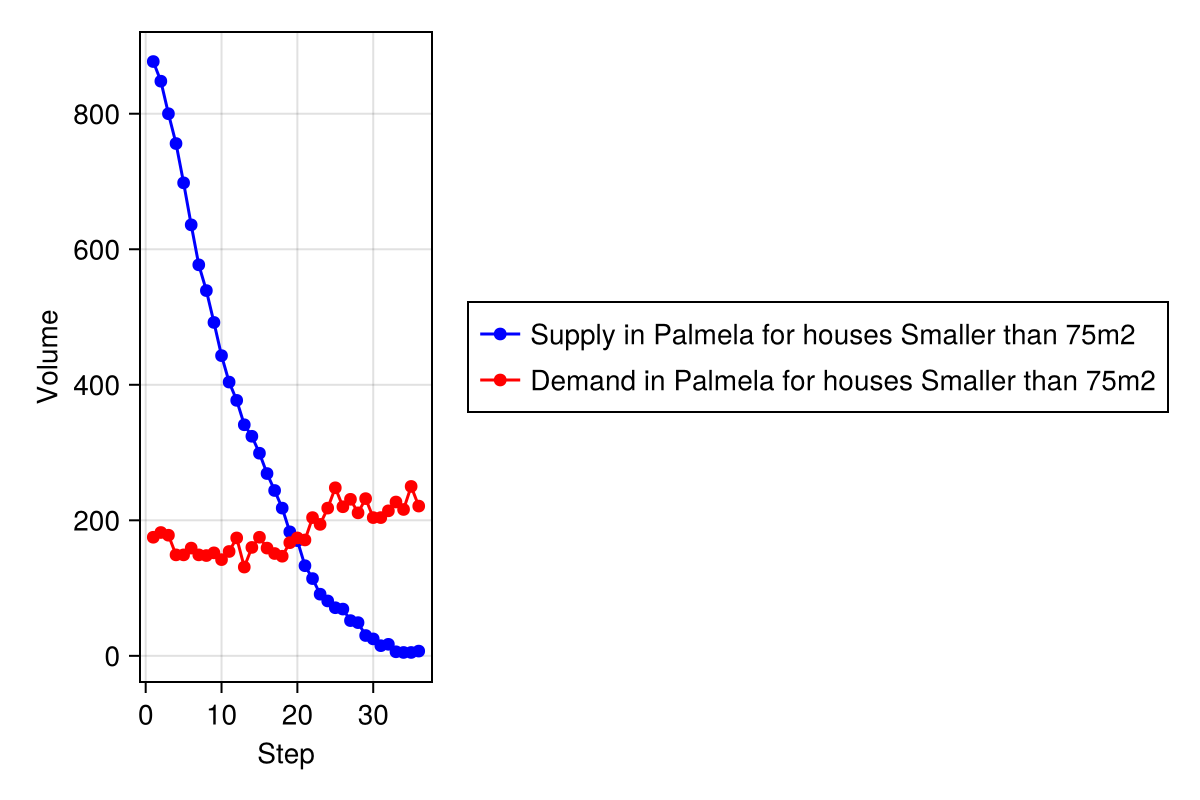 800
600
400
200
0
Volume
0 10 20 30
Step
Supply in Palmela for houses Smaller than 75m2
Demand in Palmela for houses Smaller than 75m2